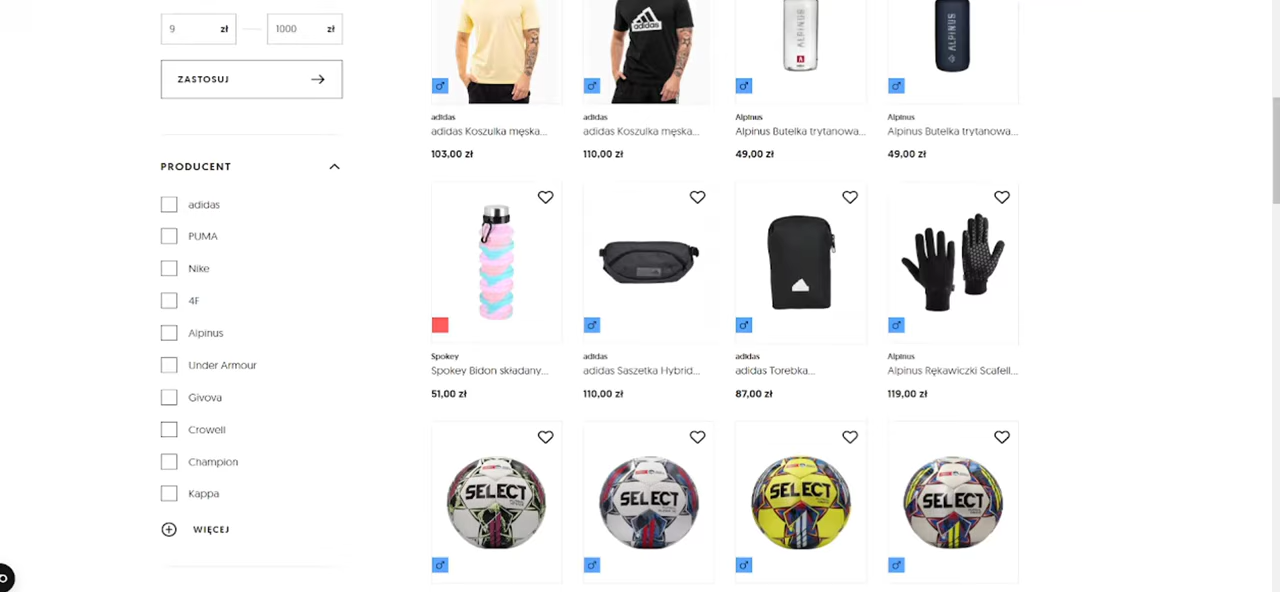 9 zł
1000 zł
ZASTOSUJ
PRODUCENT
adidas
PUMA
Nike
4F
Alpinus
Under Armour
Givova
Crowell
Champion
Kappa
WIĘCEJ
adidas
ALPINUS
ALPINUS
adidas
adidas Koszulka męska...
103,00 zł
adidas
adidas Koszulka męska...
110,00 zł
Alpinus
Alpinus Butelka trytanowa...
49,00 zł
Alpinus
Alpinus Butelka trytanowa...
49,00 zł
Spokey
Spokey Bidon składany...
51,00 zł
adidas
adidas Saszetka Hybrid...
110,00 zł
adidas
adidas Torebka...
87,00 zł
Alpinus
Alpinus Rękawiczki Scafell...
119,00 zł
SELECT
SELECT
SELECT
SELECT